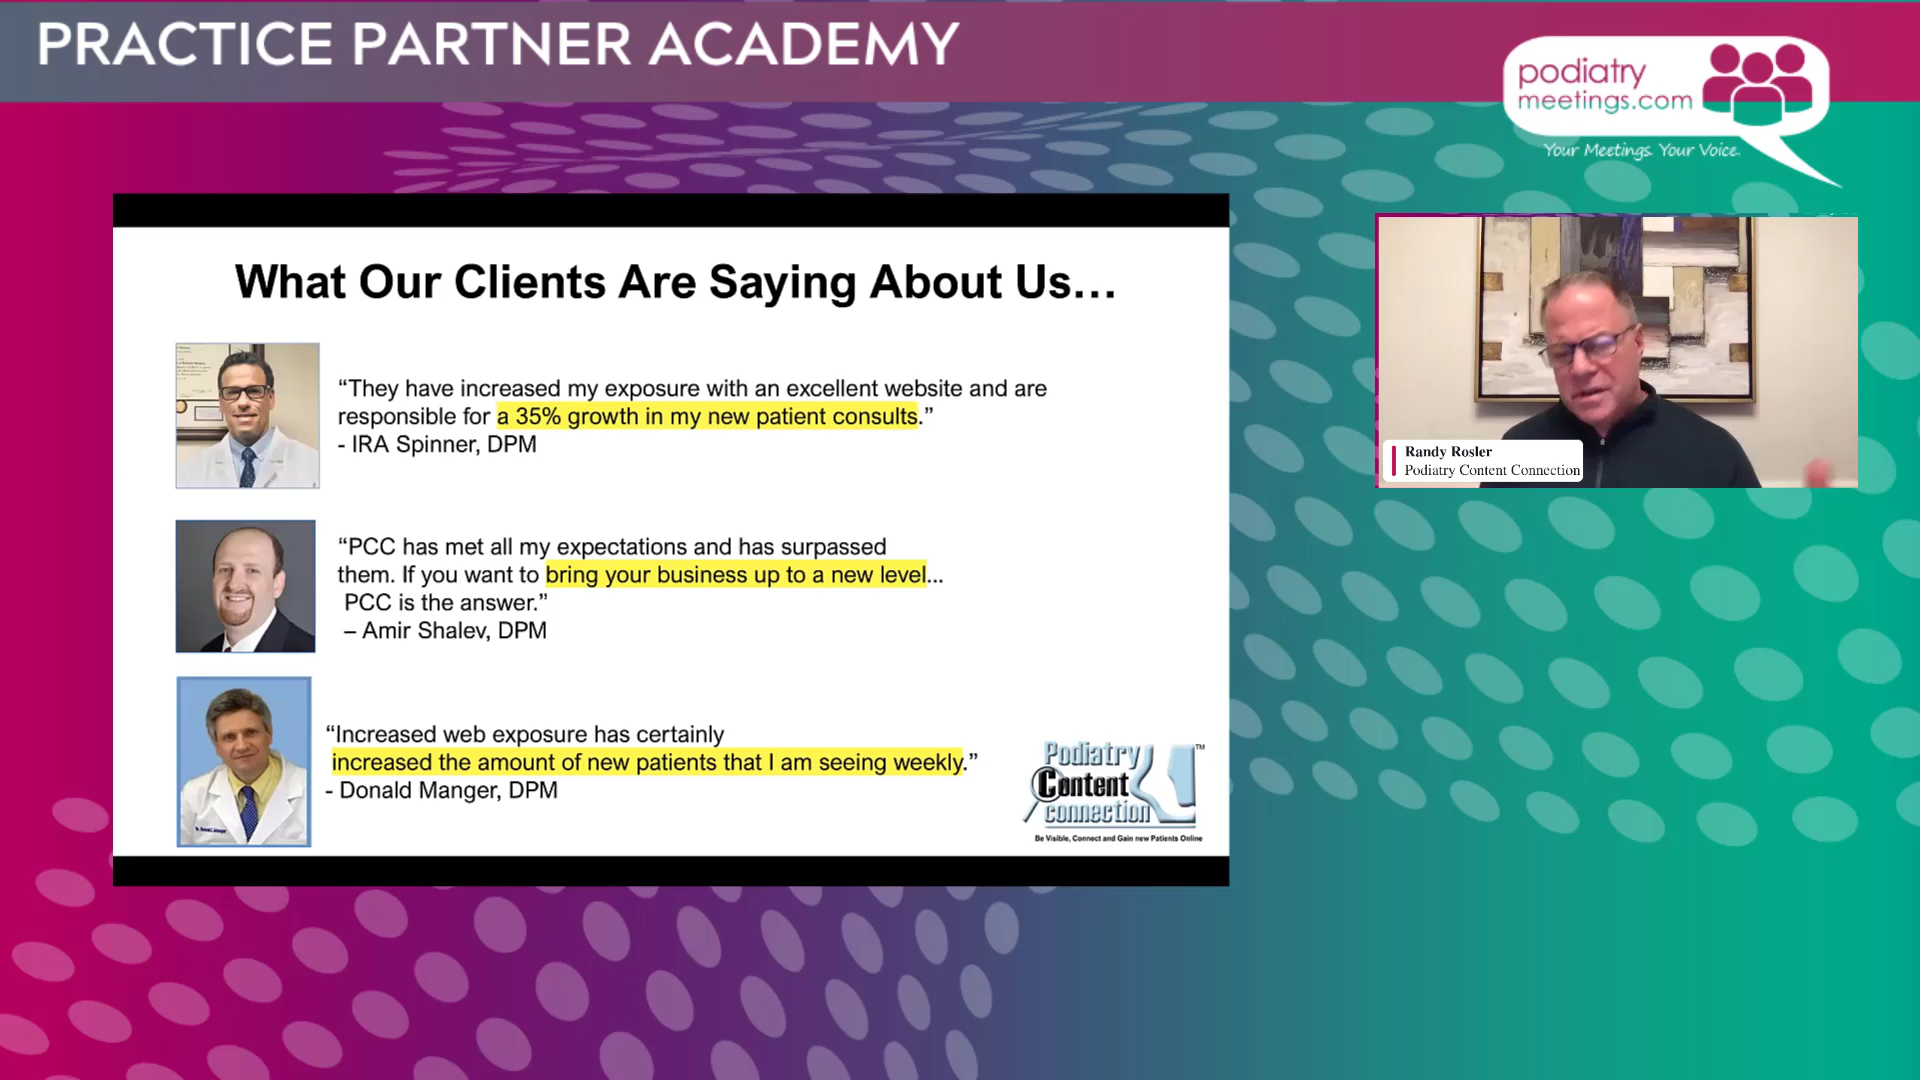 PRACTICE PARTNER ACADEMY
podiatry
meetings.com
Your Meetings. Your Voice.
What Our Clients Are Saying About Us...
“They have increased my exposure with an excellent website and are
responsible for a 35% growth in my new patient consults.”
- IRA Spinner, DPM
“PCC has met all my expectations and has surpassed
them. If you want to bring your business up to a new level...
PCC is the answer.”
– Amir Shalev, DPM
“Increased web exposure has certainly
increased the amount of new patients that I am seeing weekly.”
- Donald Manger, DPM
Podiatry
Content
connection
TM
Be Visible, Connect and Gain new Patients Online
Randy Rosler
Podiatry Content Connection